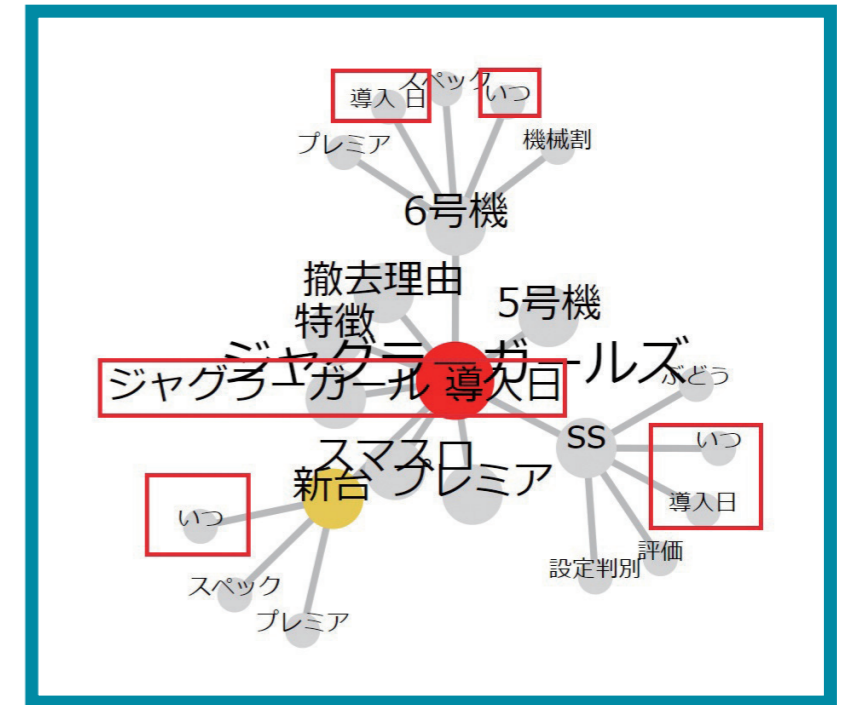 スペック
導入 日
いつ
プレミア
機械割
6号機
撤去理由
5号機
特徴
ジャグラーガールズ
ジャグラーガール 導入日
ぶどう
SS
いつ
スマスロ
新台
プレミア
導入日
いつ
評価
設定判別
スペック
プレミア